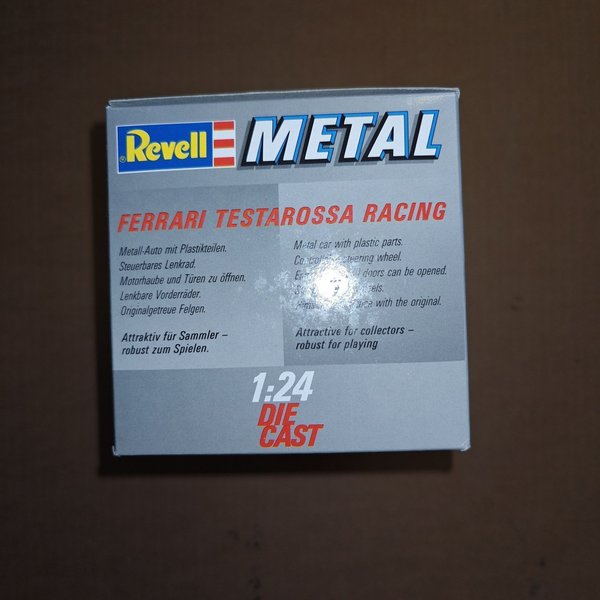 Revell METAL
FERRARI TESTAROSSA RACING
Metall-Auto mit Plastikteilen.
Steuerbares Lenkrad.
Motorhaube und Türen zu öffnen.
Lenkbare Vorderräder.
Originalgetreue Felgen.
Attraktiv für Sammler –
robust zum Spielen.
Metal car with plastic parts.
steering wheel.
doors can be opened.
with the original.
Attractive for collectors –
robust for playing
1:24
DIE
CAST